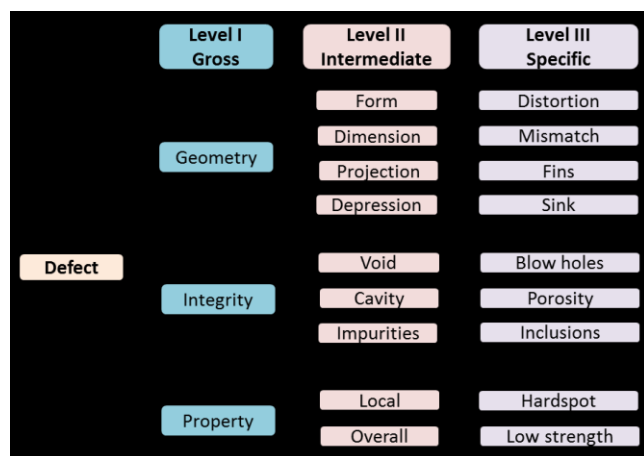 Level I
Gross
Level II
Intermediate
Level III
Specific
Form
Distortion
Dimension
Mismatch
Geometry
Projection
Fins
Depression
Sink
Defect
Void
Blow holes
Integrity
Cavity
Porosity
Impurities
Inclusions
Local
Hardspot
Property
Overall
Low strength